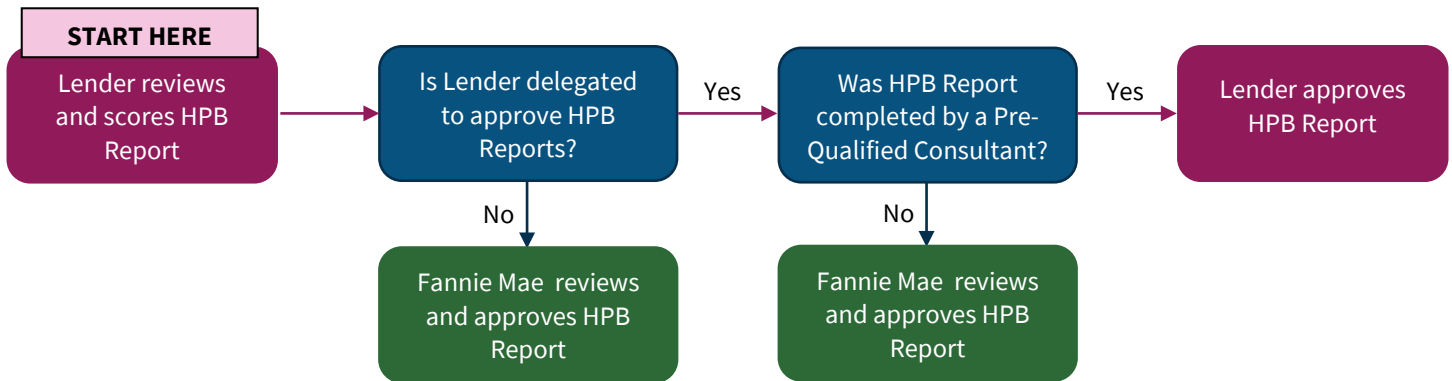 START HERE
Lender reviews
and scores HPB
Report
Is Lender delegated
to approve HPB
Reports?
Yes
Was HPB Report
completed by a Pre-
Qualified Consultant?
Yes
Lender approves
HPB Report
No
No
Fannie Mae  reviews
and approves HPB
Report
Fannie Mae  reviews
and approves HPB
Report